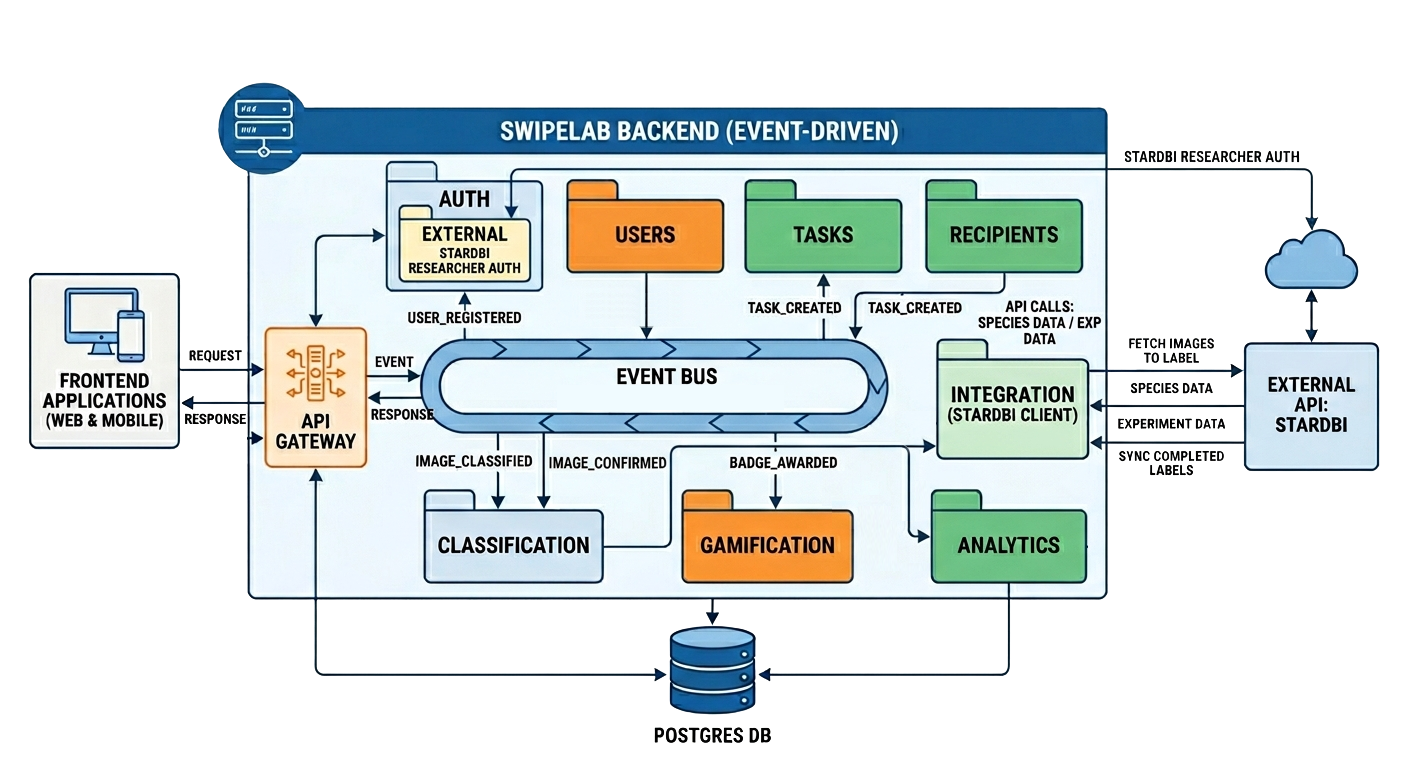 SWIPELAB BACKEND (EVENT-DRIVEN)
STARDBI RESEARCHER AUTH
AUTH
EXTERNAL
STARDBI
RESEARCHER AUTH
USERS
TASKS
RECIPIENTS
USER_REGISTERED
TASK_CREATED
TASK_CREATED
API CALLS:
SPECIES DATA / EXP
DATA
FRONTEND
APPLICATIONS
(WEB & MOBILE)
REQUEST
RESPONSE
API
GATEWAY
EVENT
RESPONSE
EVENT BUS
INTEGRATION
(STARDBI CLIENT)
FETCH IMAGES
TO LABEL
SPECIES DATA
EXPERIMENT DATA
SYNC COMPLETED
LABELS
EXTERNAL
API:
STARDBI
IMAGE_CLASSIFIED
IMAGE_CONFIRMED
BADGE_AWARDED
CLASSIFICATION
GAMIFICATION
ANALYTICS
POSTGRES DB